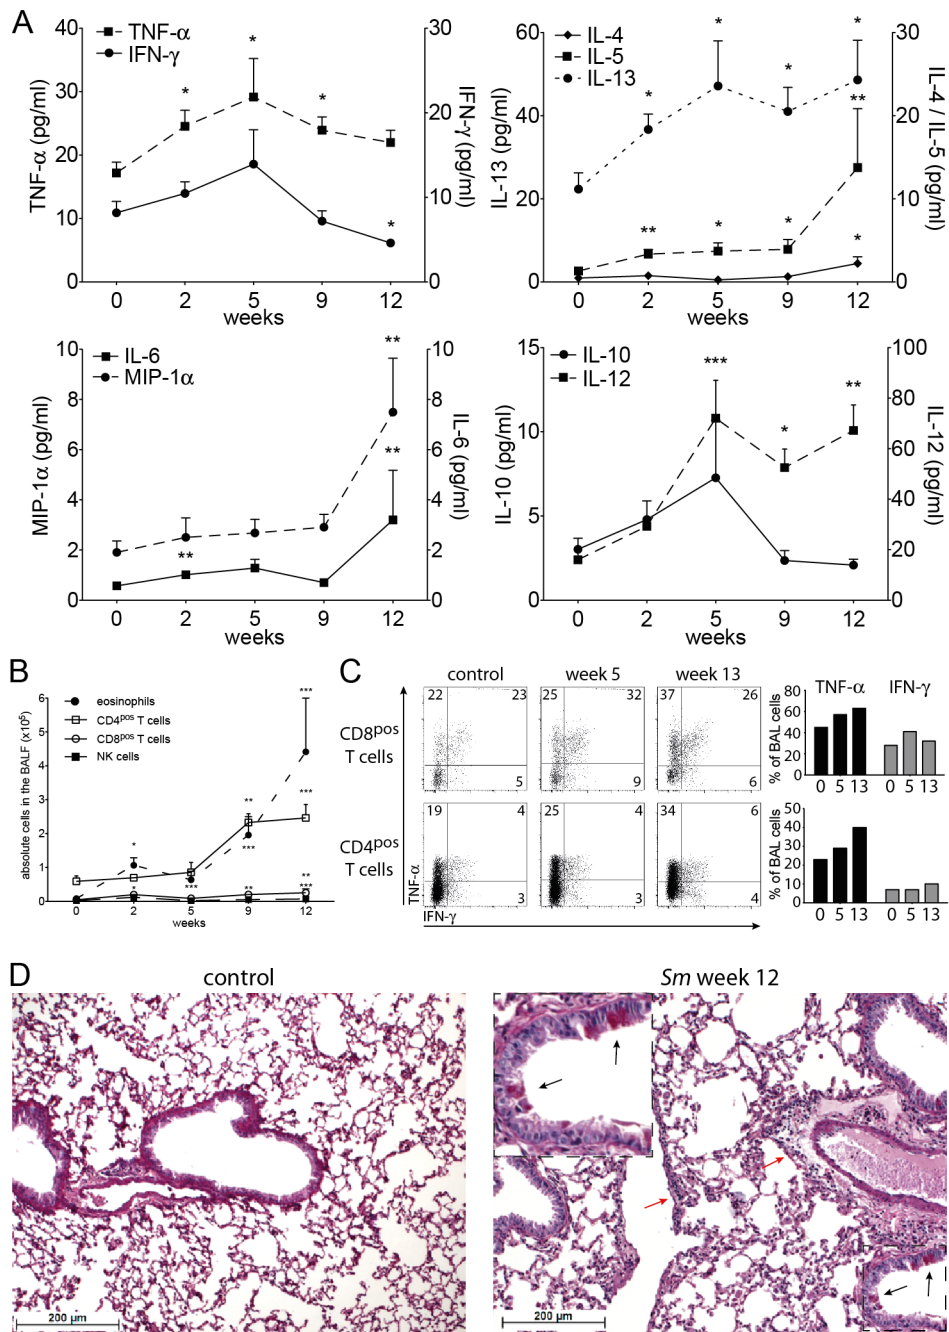 A
TNF-α
IFN-γ
TNF-α (pg/ml)
IFN-γ (pg/ml)
40
30
20
10
0
30
20
10
0
*
*
*
*
0 2 5 9 12
weeks
IL-4
IL-5
IL-13
IL-13 (pg/ml)
IL-4 / IL-5 (pg/ml)
60
40
20
0
30
20
10
0
*
*
*
*
**
**
*
*
*
0 2 5 9 12
weeks
IL-6
MIP-1α
MIP-1α (pg/ml)
IL-6 (pg/ml)
10
8
6
4
2
0
10
8
6
4
2
0
**
**
**
0 2 5 9 12
weeks
IL-10
IL-12
IL-10 (pg/ml)
IL-12 (pg/ml)
15
10
5
0
100
80
60
40
20
0
***
*
**
0 2 5 9 12
weeks
B
eosinophils
CD4pos T cells
CD8pos T cells
NK cells
absolute cells in the BALF (x10⁵)
6
5
4
3
2
1
0
***
***
**
***
*
*
***
**
**
***
0 2 5 9 12
weeks
C
control week 5 week 13
CD8pos
T cells
22 23
5
25 32
9
37 26
6
CD4pos
T cells
19 4
3
25 4
3
34 6
4
TNF-α
IFN-γ
TNF-α IFN-γ
% of BAL cells
80
60
40
20
0
0 5 13 0 5 13
% of BAL cells
50
40
30
20
10
0
0 5 13 0 5 13
D
control
Sm week 12
200 µm
200 µm